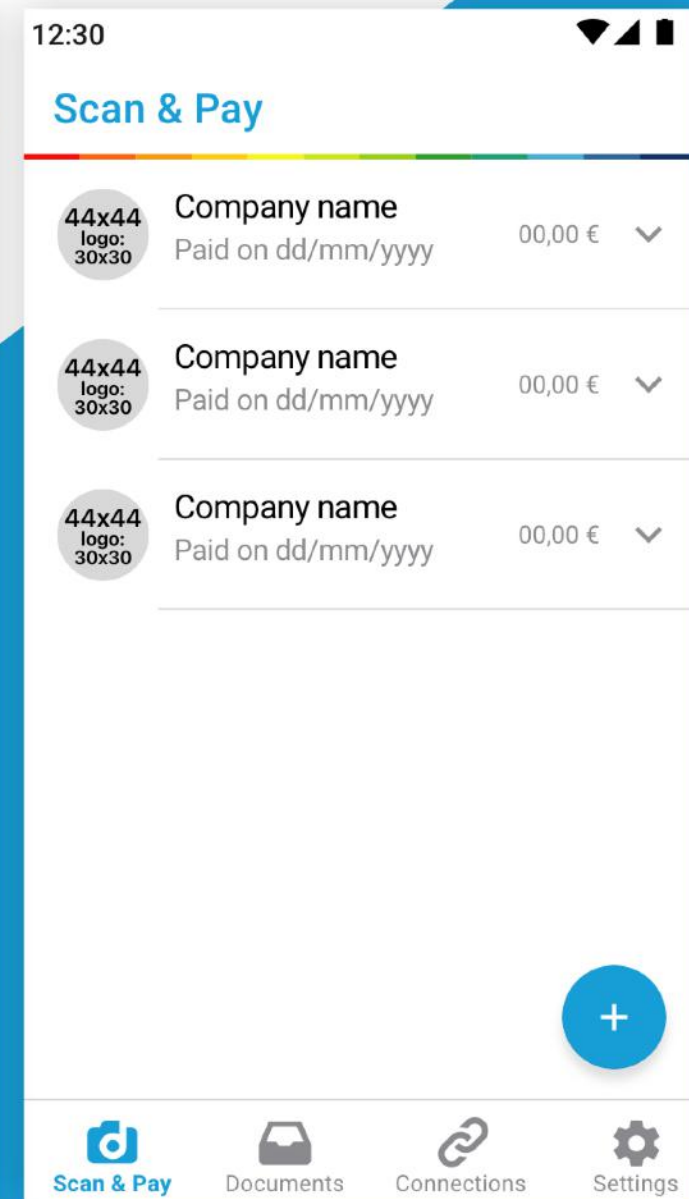 12:30
Scan & Pay
44x44
logo:
30x30
Company name
Paid on dd/mm/yyyy
00,00 €
44x44
logo:
30x30
Company name
Paid on dd/mm/yyyy
00,00 €
44x44
logo:
30x30
Company name
Paid on dd/mm/yyyy
00,00 €
+
Scan & Pay
Documents
Connections
Settings